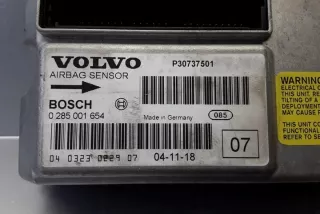 VOLVO
P30737501
AIRBAG SENSOR
BOSCH
0 285 001 654
Made in Germany
085
07
04 0323 0229 07
04-11-18
WARNING
ELECTRICAL
THIS UNIT. RE
TILTING OF A
DEPLOYMENT
MAY CAUSE
THIS UNIT
FUNCTIONAL
REFER TO SE